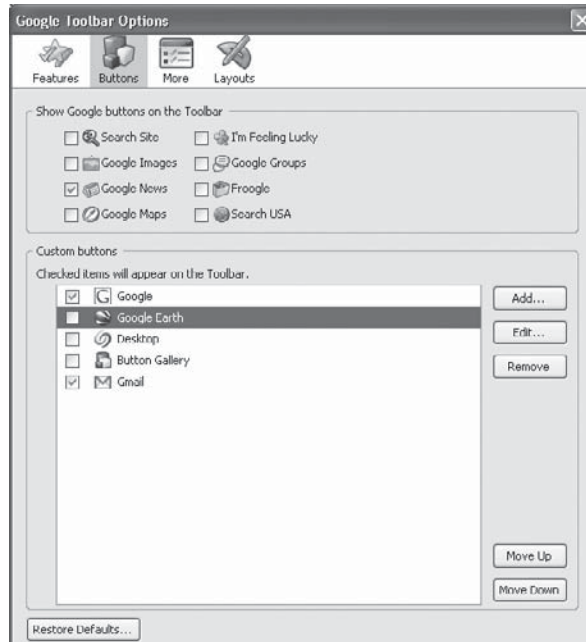 Google Toolbar Options
Features Buttons More Layouts
Show Google buttons on the Toolbar
Search Site I'm Feeling Lucky
Google Images Google Groups
Google News Froogle
Google Maps Search USA
Custom buttons
Checked items will appear on the Toolbar.
Google
Google Earth
Desktop
Button Gallery
Gmail
Add...
Edit...
Remove
Move Up
Move Down
Restore Defaults...